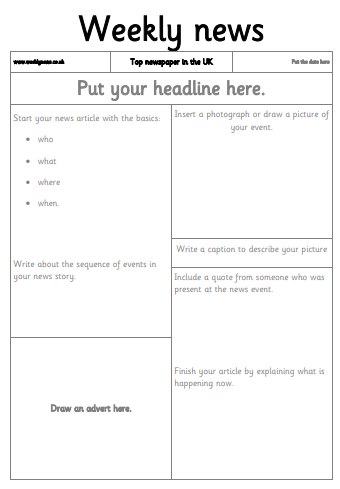 Weekly news
www.weeklynews.co.uk
Top newspaper in the UK
Put the date here
Put your headline here.
Start your news article with the basics:
• who
• what
• where
• when.
Write about the sequence of events in
your news story.
Draw an advert here.
Insert a photograph or draw a picture of
your event.
Write a caption to describe your picture
Include a quote from someone who was
present at the news event.
Finish your article by explaining what is
happening now.